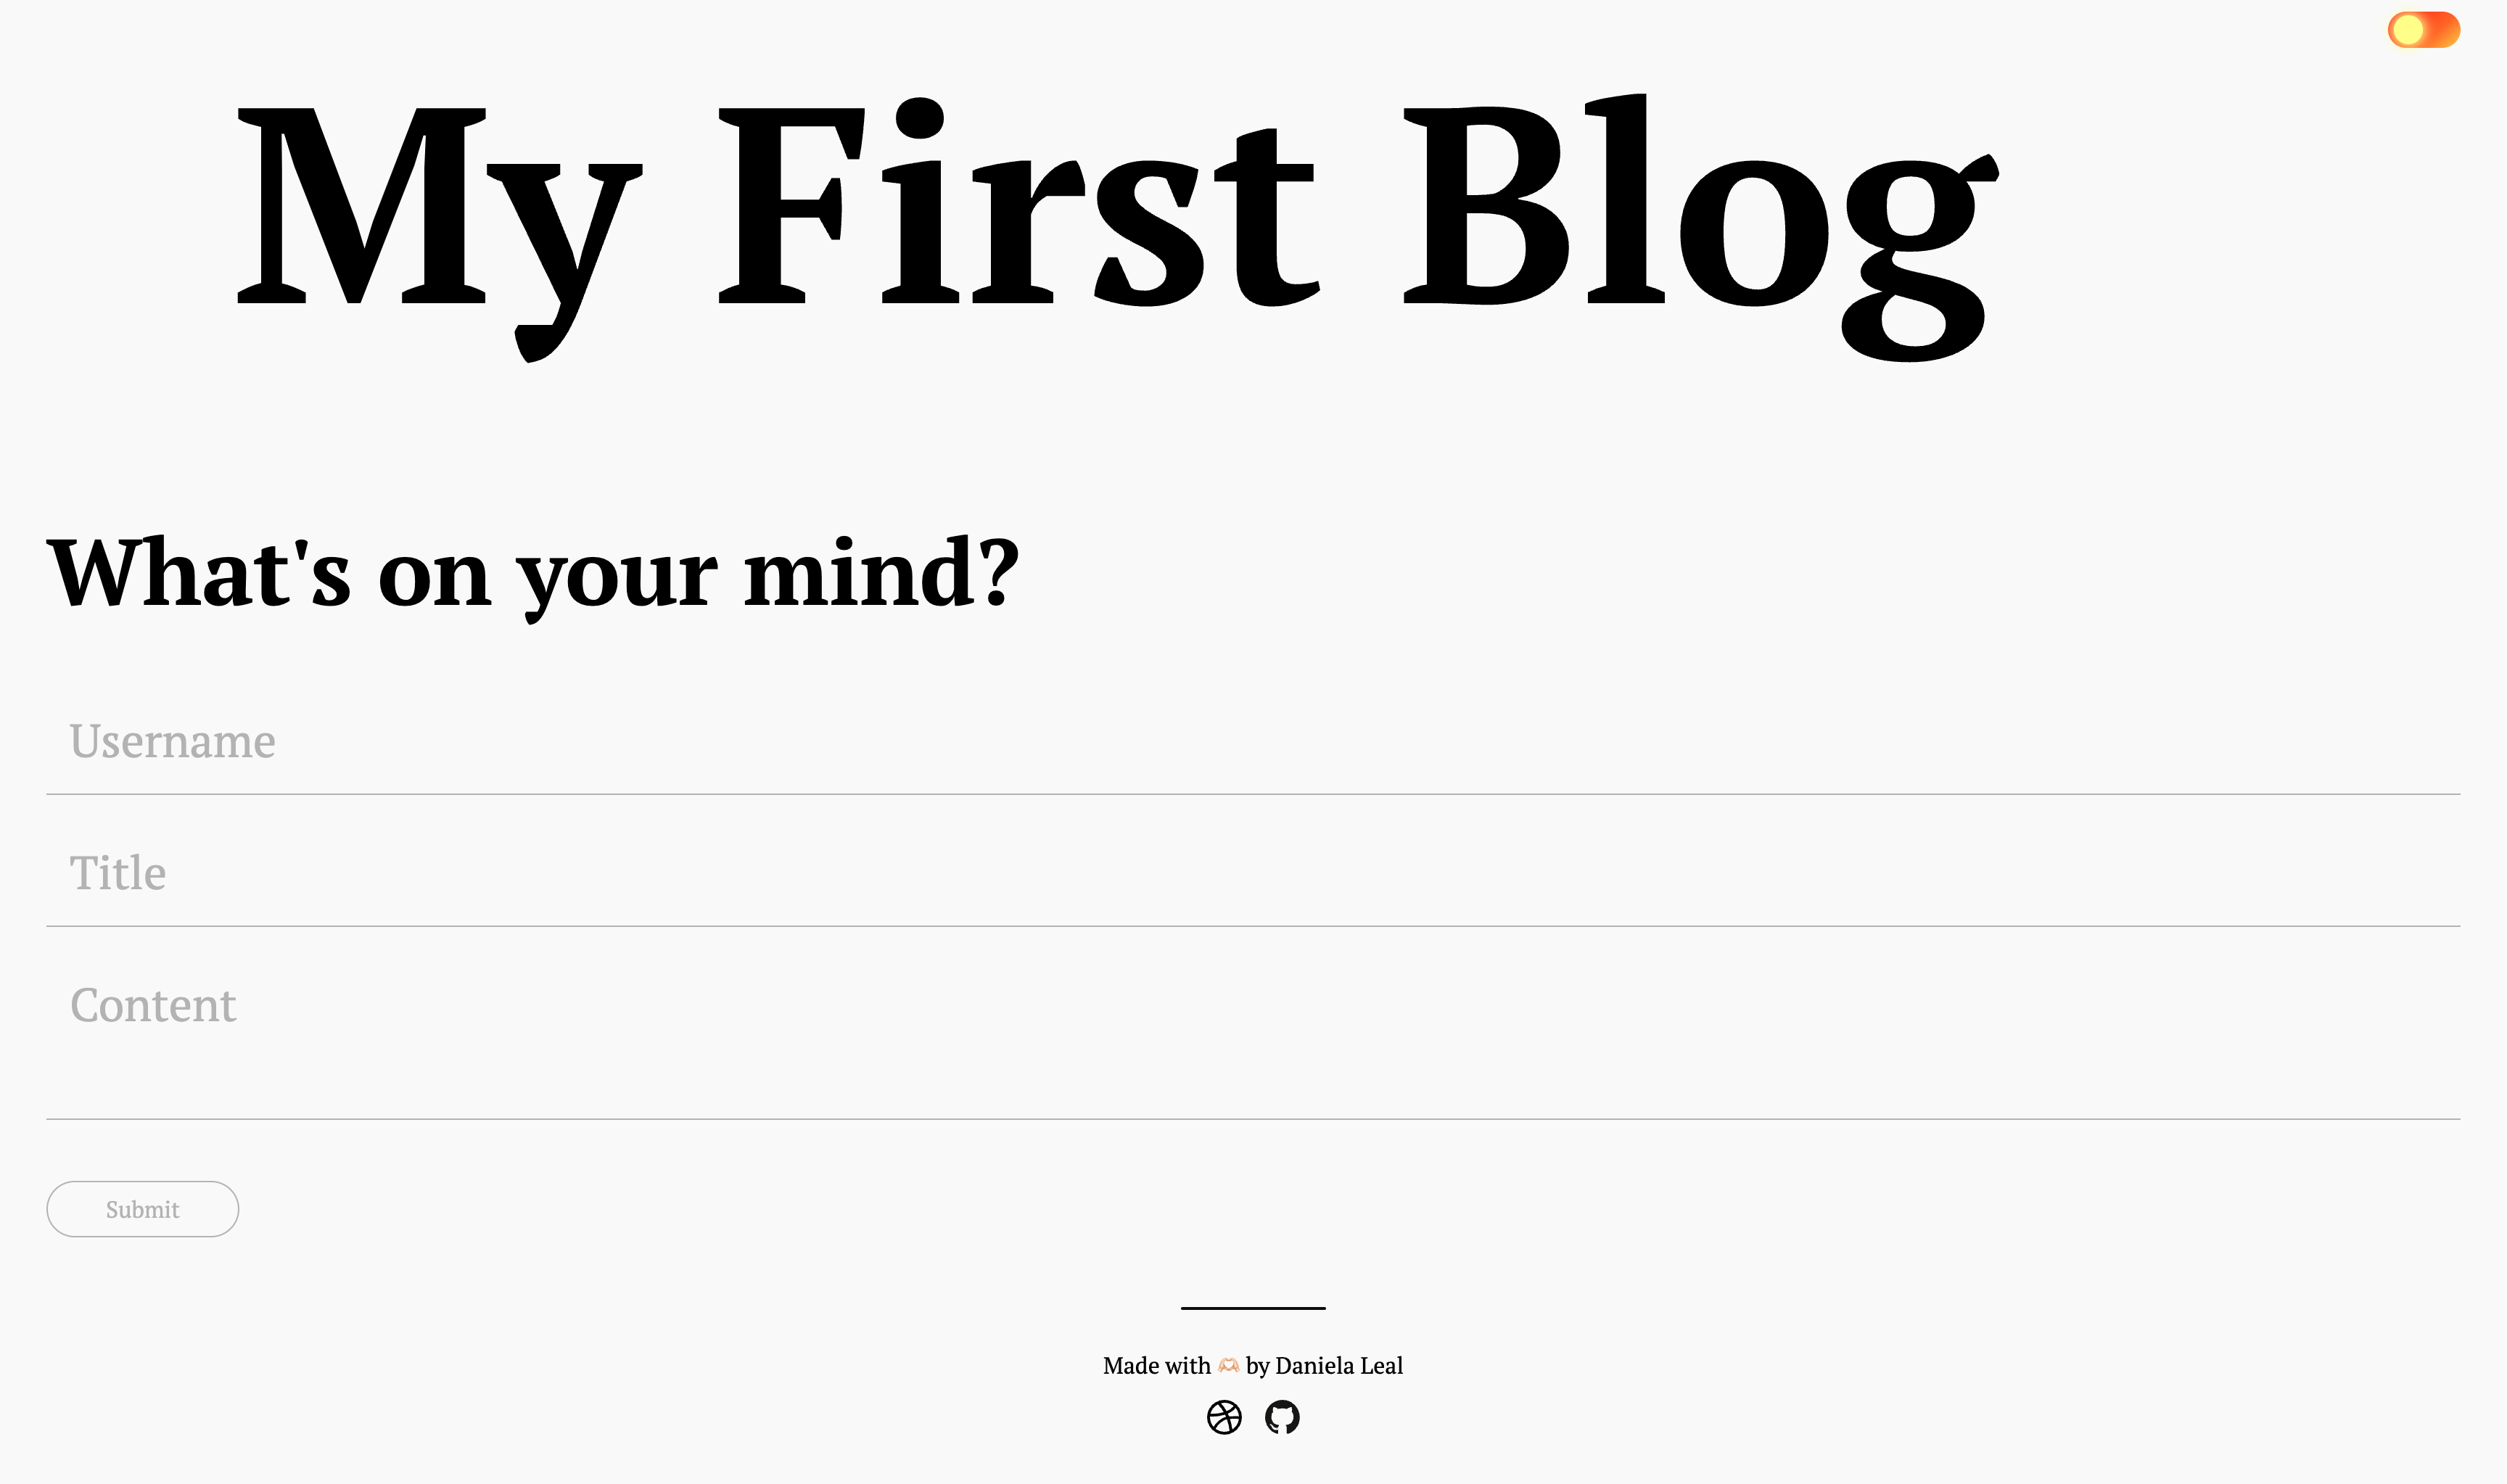 My First Blog
What's on your mind?
Username
Title
Content
Submit
Made with 🫶🏻 by Daniela Leal